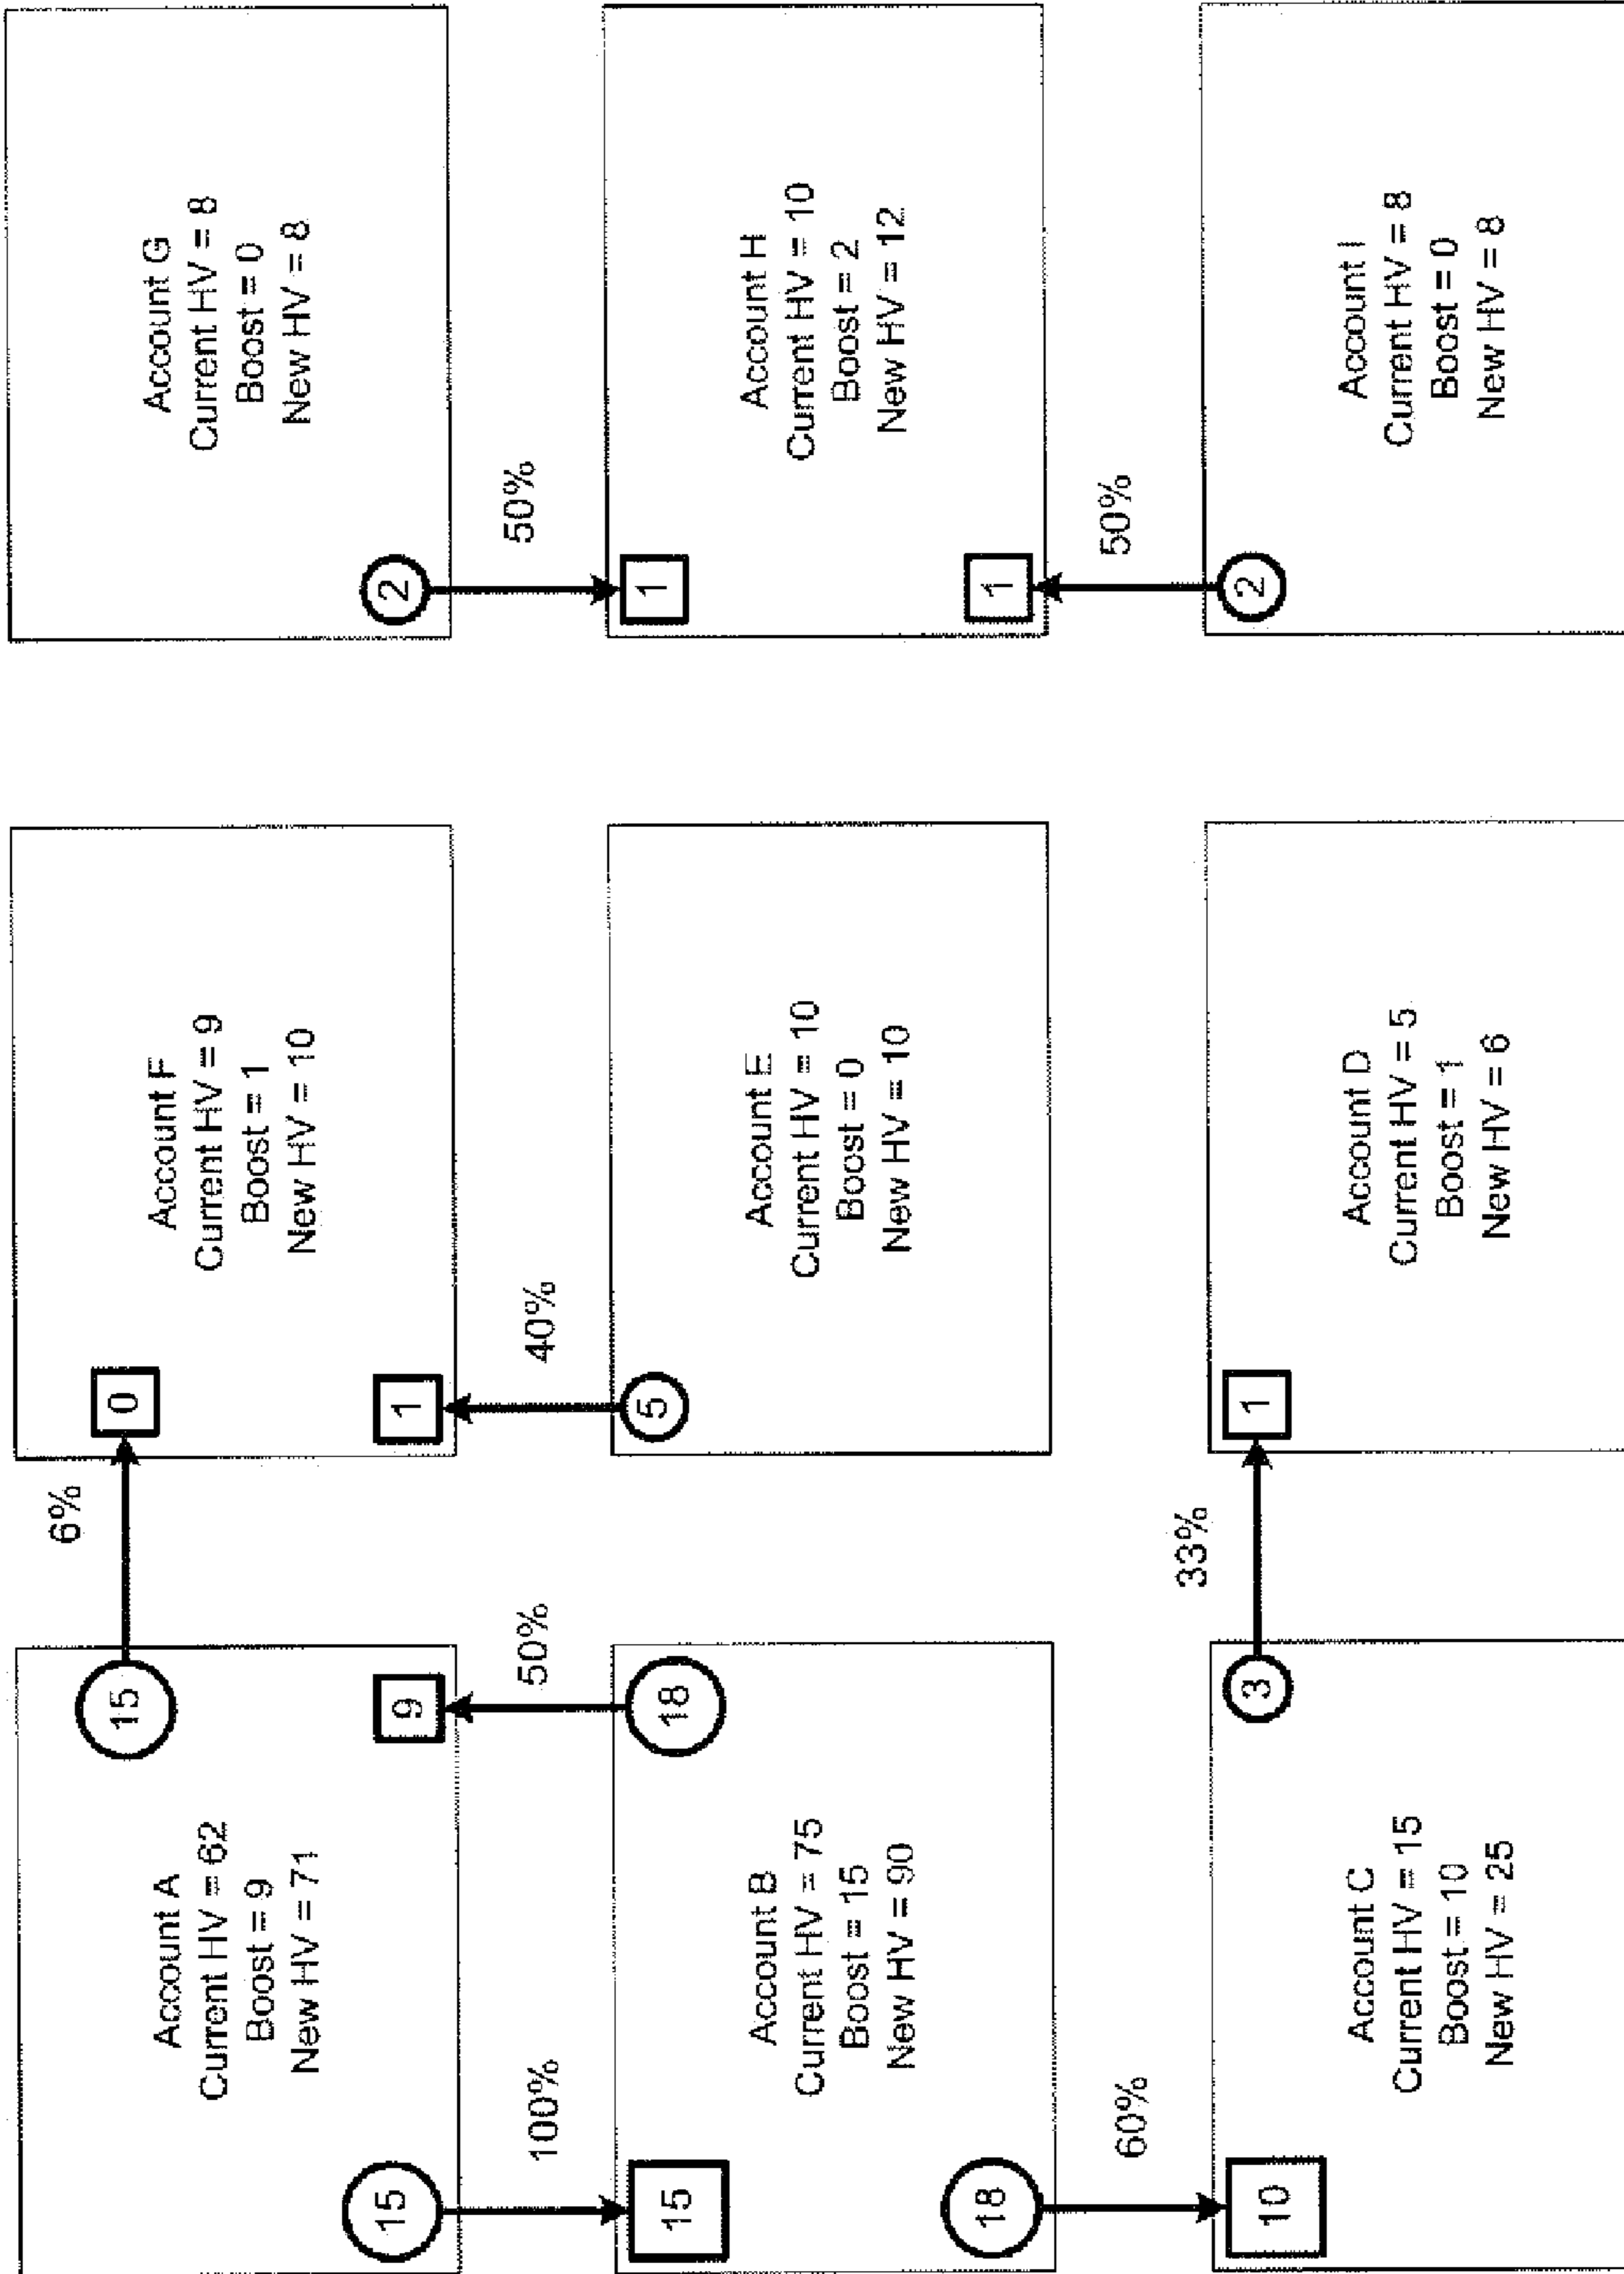 Account A
Current HV = 62
Boost = 9
New HV = 71
15
15
9
6%
Account F
Current HV = 9
Boost = 1
New HV = 10
0
1
Account G
Current HV = 8
Boost = 0
New HV = 8
2
100%
50%
40%
50%
Account B
Current HV = 75
Boost = 15
New HV = 90
15
18
18
Account E
Current HV = 10
Boost = 0
New HV = 10
5
Account H
Current HV = 10
Boost = 2
New HV = 12
1
1
60%
33%
50%
Account C
Current HV = 15
Boost = 10
New HV = 25
10
3
Account D
Current HV = 5
Boost = 1
New HV = 6
1
Account I
Current HV = 8
Boost = 0
New HV = 8
2